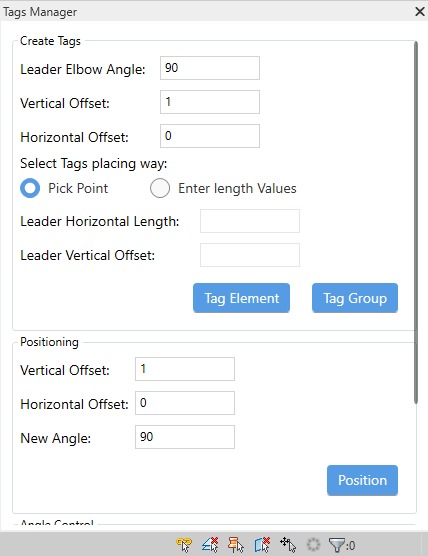 Tags Manager
Create Tags
Leader Elbow Angle: 90
Vertical Offset: 1
Horizontal Offset: 0
Select Tags placing way:
Pick Point Enter length Values
Leader Horizontal Length:
Leader Vertical Offset:
Tag Element Tag Group
Positioning
Vertical Offset: 1
Horizontal Offset: 0
New Angle: 90
Position
Angle Control
:0